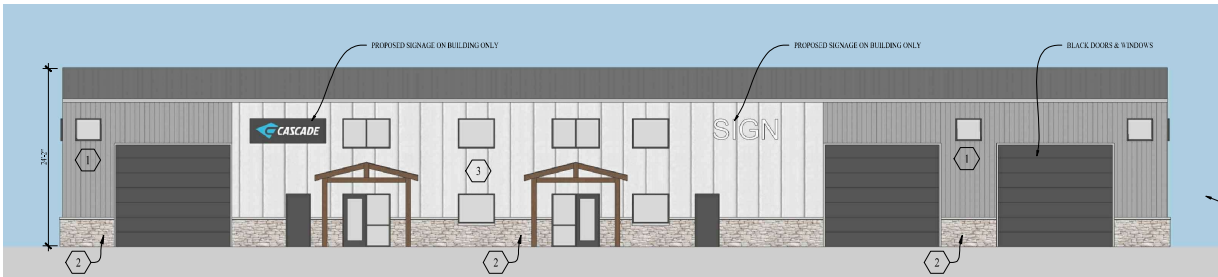 PROPOSED SIGNAGE ON BUILDING ONLY
PROPOSED SIGNAGE ON BUILDING ONLY
BLACK DOORS & WINDOWS
CASCADE
SIGN
24'-2"
1
1
3
2
2
2